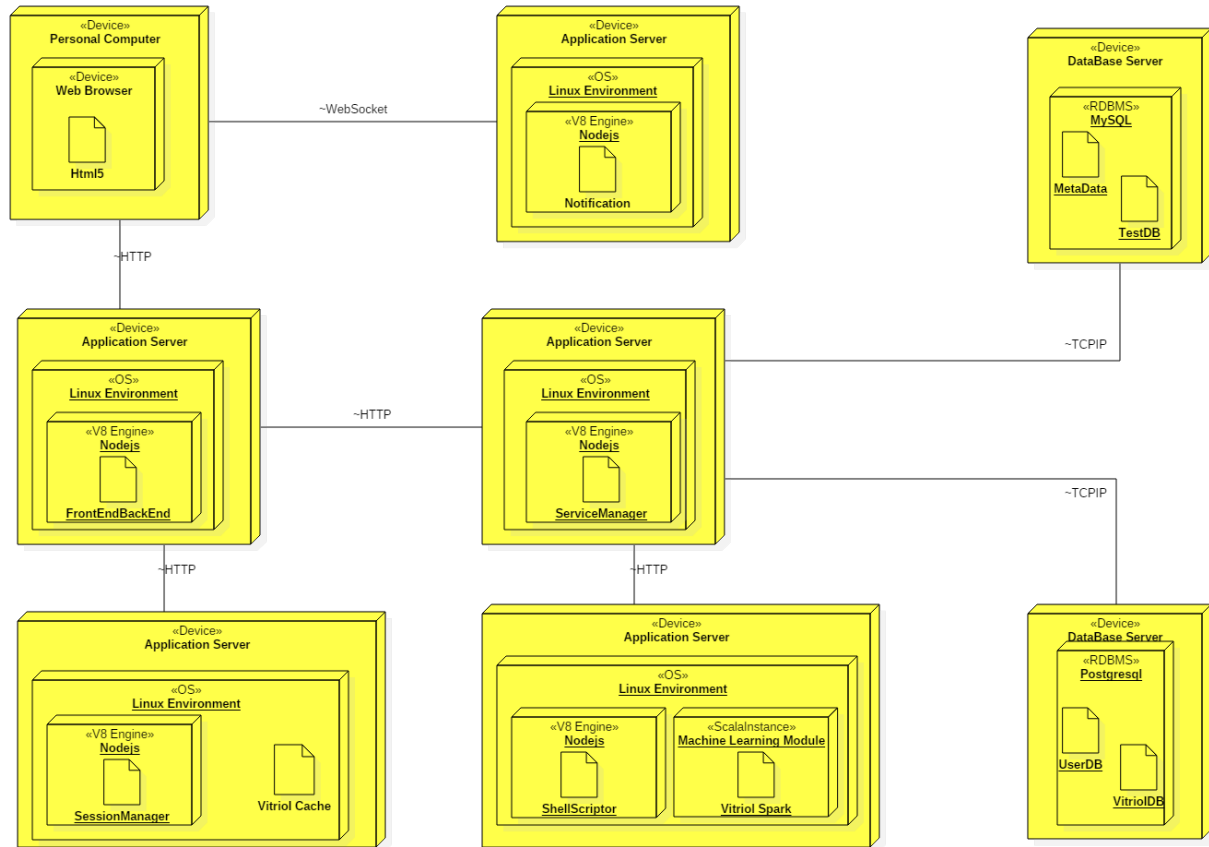 «Device»
Personal Computer
«Device»
Web Browser
Html5
~WebSocket
«Device»
Application Server
«OS»
Linux Environment
«V8 Engine»
Nodejs
Notification
«Device»
DataBase Server
«RDBMS»
MySQL
MetaData
TestDB
~HTTP
«Device»
Application Server
«OS»
Linux Environment
«V8 Engine»
Nodejs
FrontEndBackEnd
~HTTP
«Device»
Application Server
«OS»
Linux Environment
«V8 Engine»
Nodejs
ServiceManager
~TCPIP
~TCPIP
~HTTP
~HTTP
«Device»
Application Server
«OS»
Linux Environment
«V8 Engine»
Nodejs
SessionManager
Vitriol Cache
«Device»
Application Server
«OS»
Linux Environment
«V8 Engine»
Nodejs
ShellScriptor
«ScalaInstance»
Machine Learning Module
Vitriol Spark
«Device»
DataBase Server
«RDBMS»
Postgresql
UserDB
VitriolDB